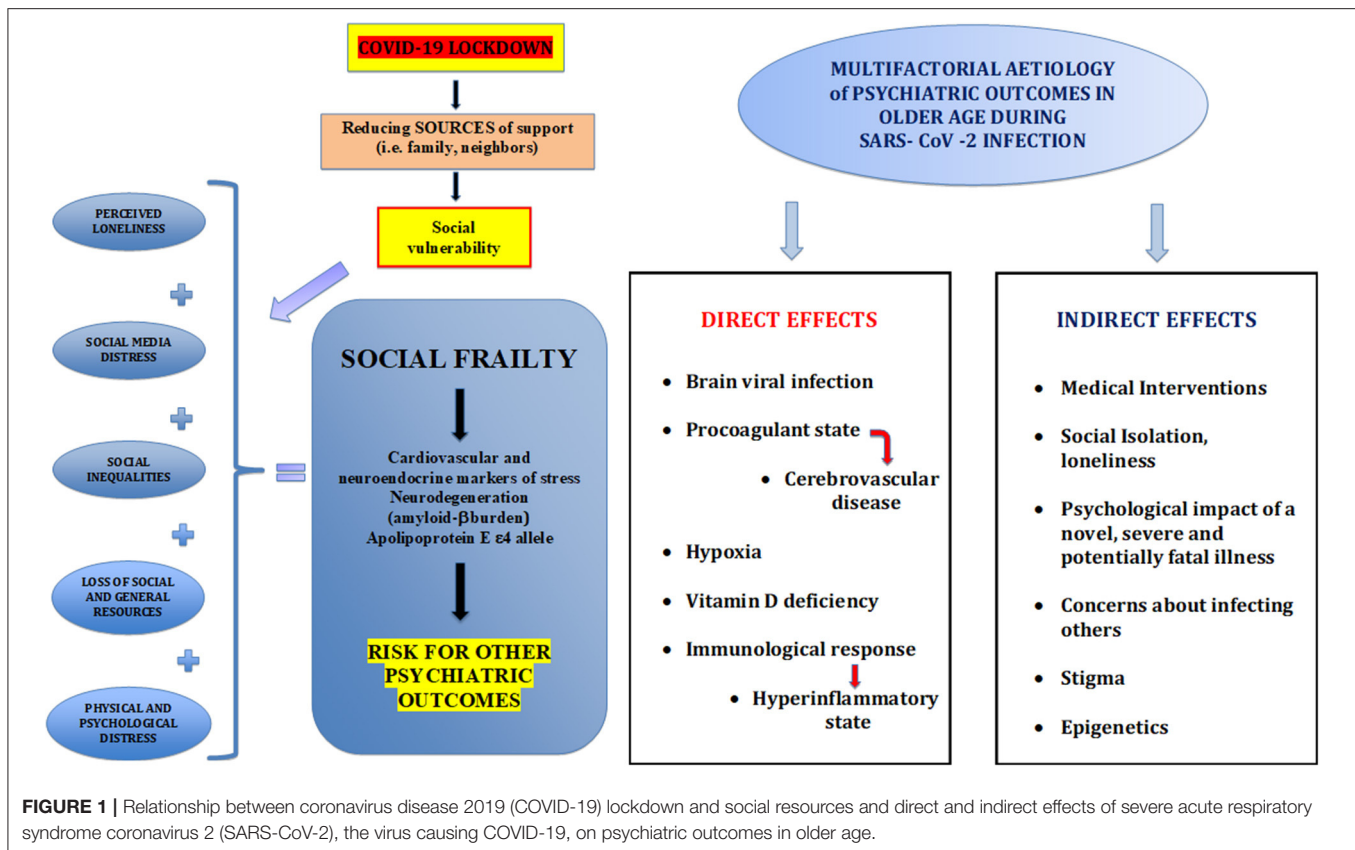 COVID-19 LOCKDOWN
Reducing SOURCES of support
(i.e. family, neighbors)
Social
vulnerability
PERCEIVED
LONELINESS
+
SOCIAL MEDIA
DISTRESS
+
SOCIAL
INEQUALITIES
+
LOSS OF SOCIAL
AND GENERAL
RESOURCES
+
PHYSICAL AND
PSYCHOLOGICAL
DISTRESS
=
SOCIAL FRAILTY
Cardiovascular and
neuroendocrine markers of stress
Neurodegeneration
(amyloid-βburden)
Apolipoprotein E ε4 allele
RISK FOR OTHER
PSYCHIATRIC
OUTCOMES
MULTIFACTORIAL AETIOLOGY
of PSYCHIATRIC OUTCOMES IN
OLDER AGE DURING
SARS- CoV -2 INFECTION
DIRECT EFFECTS
• Brain viral infection
• Procoagulant state
• Cerebrovascular
disease
• Hypoxia
• Vitamin D deficiency
• Immunological response
• Hyperinflammatory
state
INDIRECT EFFECTS
• Medical Interventions
• Social Isolation,
loneliness
• Psychological impact of a
novel, severe and
potentially fatal illness
• Concerns about infecting
others
• Stigma
• Epigenetics
FIGURE 1 | Relationship between coronavirus disease 2019 (COVID-19) lockdown and social resources and direct and indirect effects of severe acute respiratory
syndrome coronavirus 2 (SARS-CoV-2), the virus causing COVID-19, on psychiatric outcomes in older age.